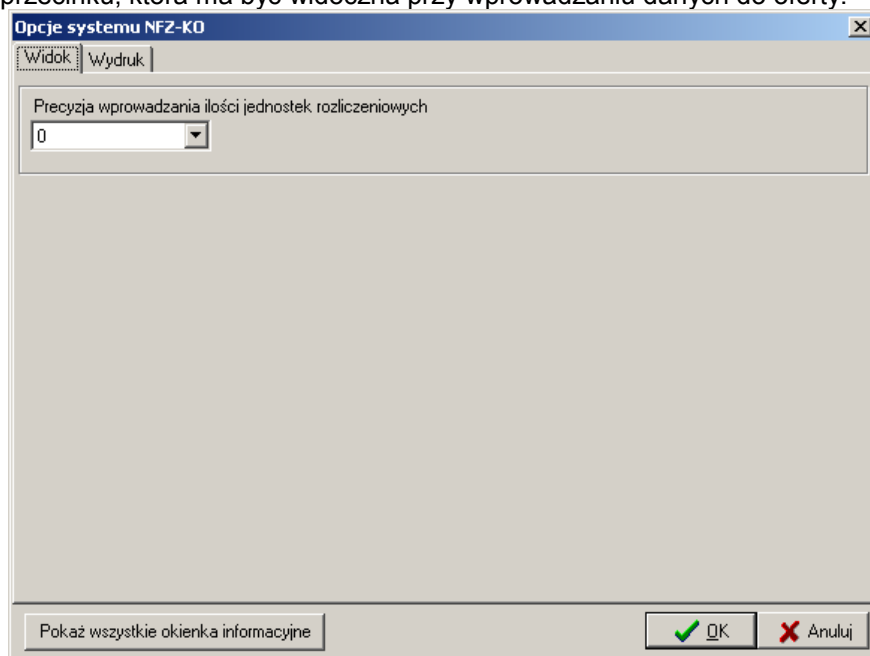 przecinku, która ma być widoczna przy wprowadzaniu danych do oferty.
Opcje systemu NFZ-KO
Widok Wydruk
Precyzja wprowadzania ilości jednostek rozliczeniowych
0
Pokaż wszystkie okienka informacyjne OK Anuluj